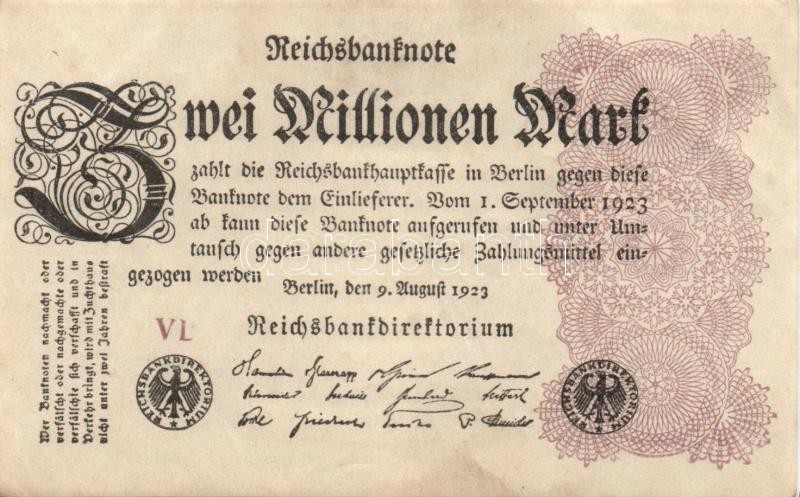 Reichsbanknote
Zwei Millionen Mark
zahlt die Reichsbankhauptkasse in Berlin gegen diese
Banknote dem Einlieferer. Vom 1. September 1923
ab kann diese Banknote aufgerufen und unter Um-
tausch gegen andere gesetzliche Zahlungsmittel ein-
gezogen werden
Berlin, den 9. August 1923
Reichsbankdirektorium
VL
REICHSBANKDIREKTORIUM
REICHSBANKDIREKTORIUM
Wer Banknoten nachmacht oder
verfälscht oder nachgemachte oder
verfälschte sich verschafft und in
Verkehr bringt, wird mit Zuchthaus
nicht unter zwei Jahren bestraft
darabanth